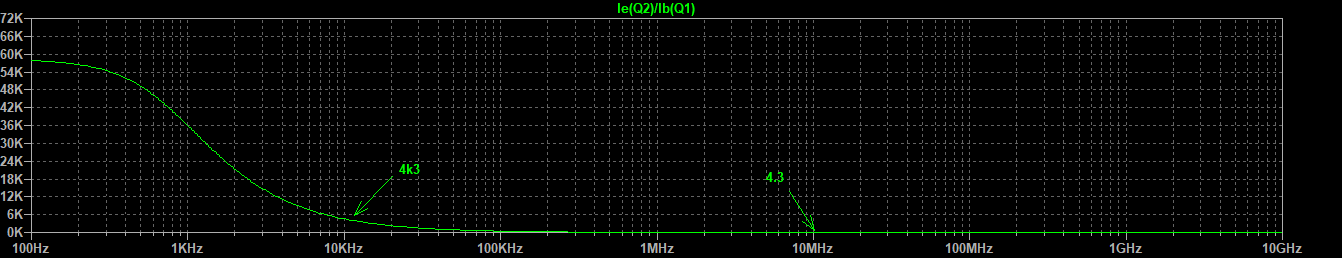 Ie(Q2)/Ib(Q1)
72K
66K
60K
54K
48K
42K
36K
30K
24K
18K
12K
6K
0K
4k3
4.3
100Hz 1KHz 10KHz 100KHz 1MHz 10MHz 100MHz 1GHz 10GHz